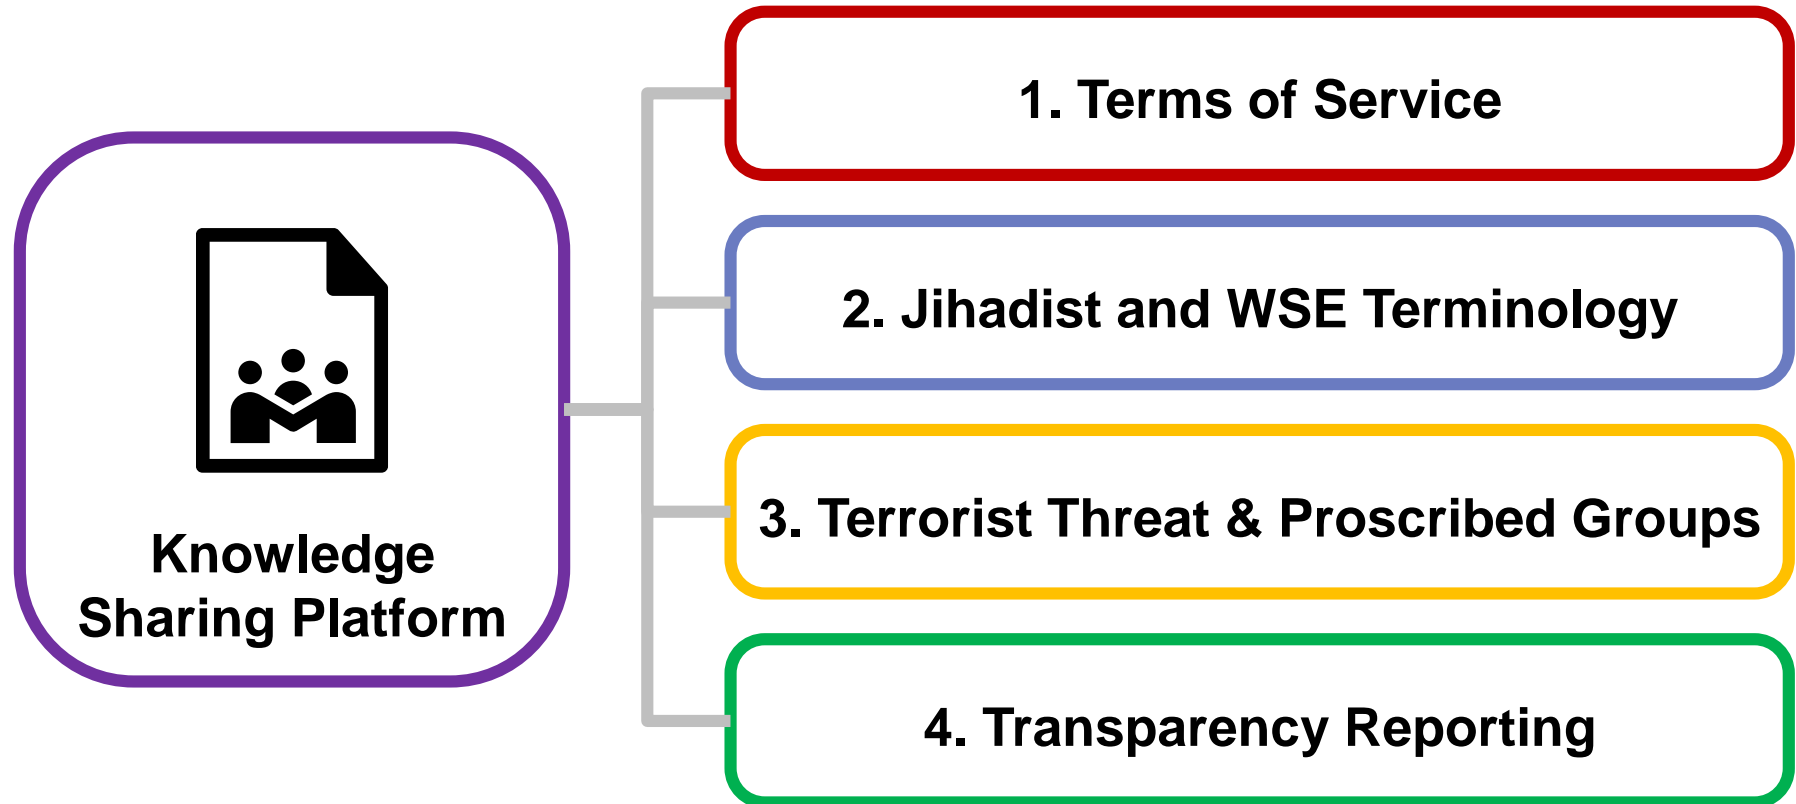 Knowledge
Sharing Platform
1. Terms of Service
2. Jihadist and WSE Terminology
3. Terrorist Threat & Proscribed Groups
4. Transparency Reporting